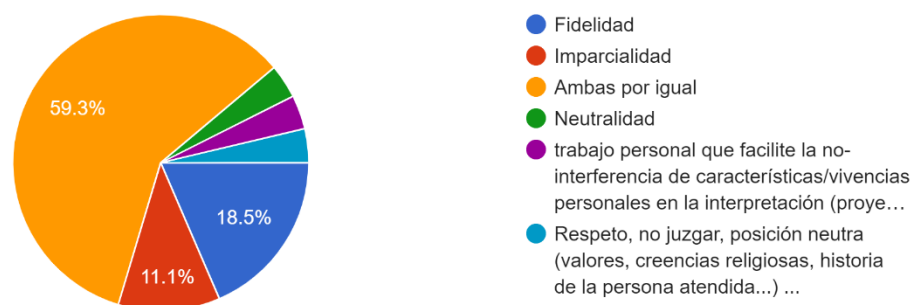 59.3%
18.5%
11.1%
Fidelidad
Imparcialidad
Ambas por igual
Neutralidad
trabajo personal que facilite la no-
interferencia de características/vivencias
personales en la interpretación (proye…
Respeto, no juzgar, posición neutra
(valores, creencias religiosas, historia
de la persona atendida...) ...